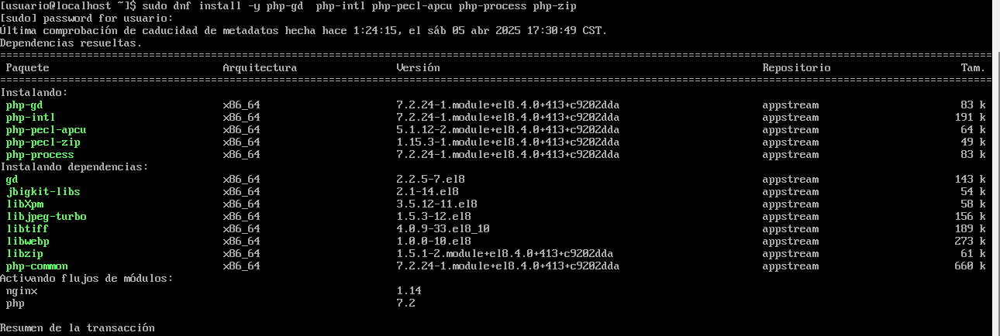 [usuario@localhost ~]$ sudo dnf install -y php-gd  php-intl php-pecl-apcu php-process php-zip
[sudo] password for usuario:
Última comprobación de caducidad de metadatos hecha hace 1:24:15, el sáb 05 abr 2025 17:30:49 CST.
Dependencias resueltas.
================================================================================
Paquete Arquitectura Versión Repositorio Tam.
================================================================================
Instalando:
php-gd x86_64 7.2.24-1.module+el8.4.0+413+c9202dda appstream 83 k
php-intl x86_64 7.2.24-1.module+el8.4.0+413+c9202dda appstream 191 k
php-pecl-apcu x86_64 5.1.12-2.module+el8.4.0+413+c9202dda appstream 64 k
php-pecl-zip x86_64 1.15.3-1.module+el8.4.0+413+c9202dda appstream 49 k
php-process x86_64 7.2.24-1.module+el8.4.0+413+c9202dda appstream 83 k
Instalando dependencias:
gd x86_64 2.2.5-7.el8 appstream 143 k
jbigkit-libs x86_64 2.1-14.el8 appstream 54 k
libXpm x86_64 3.5.12-11.el8 appstream 58 k
libjpeg-turbo x86_64 1.5.3-12.el8 appstream 156 k
libtiff x86_64 4.0.9-33.el8_10 appstream 189 k
libwebp x86_64 1.0.0-10.el8 appstream 273 k
libzip x86_64 1.5.1-2.module+el8.4.0+413+c9202dda appstream 61 k
php-common x86_64 7.2.24-1.module+el8.4.0+413+c9202dda appstream 660 k
Activando flujos de módulos:
nginx 1.14
php 7.2
Resumen de la transacción